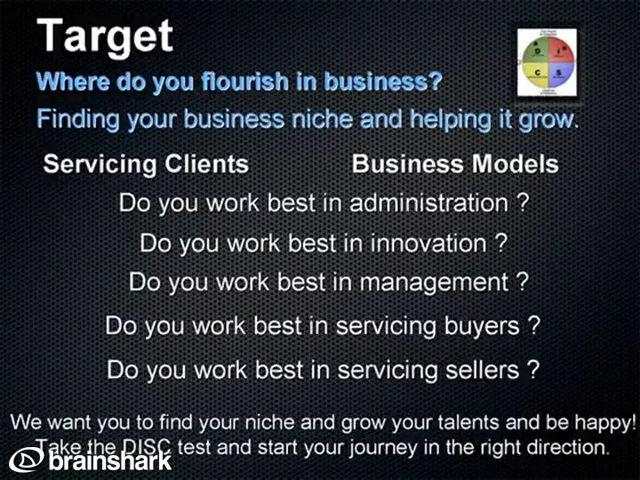 Target
Where do you flourish in business?
Finding your business niche and helping it grow.
Servicing Clients Business Models
Do you work best in administration ?
Do you work best in innovation ?
Do you work best in management ?
Do you work best in servicing buyers ?
Do you work best in servicing sellers ?
We want you to find your niche and grow your talents and be happy!
Take the DISC test and start your journey in the right direction.
brainshark
D I
C S